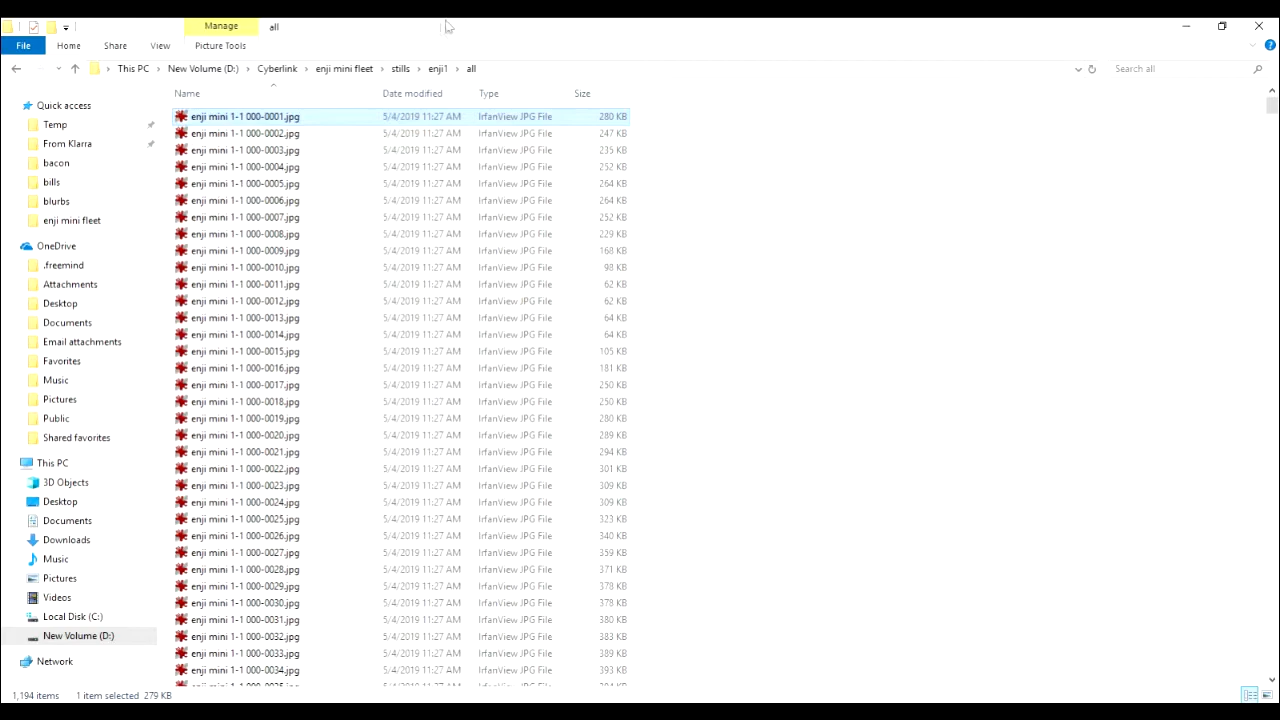 Manage all
File Home Share View Picture Tools
This PC New Volume (D:) Cyberlink enji mini fleet stills enji1 all Search all
Name Date modified Type Size
Quick access
Temp
From Klarra
bacon
bills
blurbs
enji mini fleet
OneDrive
.freemind
Attachments
Desktop
Documents
Email attachments
Favorites
Music
Pictures
Public
Shared favorites
This PC
3D Objects
Desktop
Documents
Downloads
Music
Pictures
Videos
Local Disk (C:)
New Volume (D:)
Network
enji mini 1-1 000-0001.jpg 5/4/2019 11:27 AM IrfanView JPG File 280 KB
enji mini 1-1 000-0002.jpg 5/4/2019 11:27 AM IrfanView JPG File 247 KB
enji mini 1-1 000-0003.jpg 5/4/2019 11:27 AM IrfanView JPG File 235 KB
enji mini 1-1 000-0004.jpg 5/4/2019 11:27 AM IrfanView JPG File 252 KB
enji mini 1-1 000-0005.jpg 5/4/2019 11:27 AM IrfanView JPG File 264 KB
enji mini 1-1 000-0006.jpg 5/4/2019 11:27 AM IrfanView JPG File 264 KB
enji mini 1-1 000-0007.jpg 5/4/2019 11:27 AM IrfanView JPG File 252 KB
enji mini 1-1 000-0008.jpg 5/4/2019 11:27 AM IrfanView JPG File 229 KB
enji mini 1-1 000-0009.jpg 5/4/2019 11:27 AM IrfanView JPG File 168 KB
enji mini 1-1 000-0010.jpg 5/4/2019 11:27 AM IrfanView JPG File 98 KB
enji mini 1-1 000-0011.jpg 5/4/2019 11:27 AM IrfanView JPG File 62 KB
enji mini 1-1 000-0012.jpg 5/4/2019 11:27 AM IrfanView JPG File 62 KB
enji mini 1-1 000-0013.jpg 5/4/2019 11:27 AM IrfanView JPG File 64 KB
enji mini 1-1 000-0014.jpg 5/4/2019 11:27 AM IrfanView JPG File 64 KB
enji mini 1-1 000-0015.jpg 5/4/2019 11:27 AM IrfanView JPG File 105 KB
enji mini 1-1 000-0016.jpg 5/4/2019 11:27 AM IrfanView JPG File 181 KB
enji mini 1-1 000-0017.jpg 5/4/2019 11:27 AM IrfanView JPG File 250 KB
enji mini 1-1 000-0018.jpg 5/4/2019 11:27 AM IrfanView JPG File 250 KB
enji mini 1-1 000-0019.jpg 5/4/2019 11:27 AM IrfanView JPG File 280 KB
enji mini 1-1 000-0020.jpg 5/4/2019 11:27 AM IrfanView JPG File 289 KB
enji mini 1-1 000-0021.jpg 5/4/2019 11:27 AM IrfanView JPG File 294 KB
enji mini 1-1 000-0022.jpg 5/4/2019 11:27 AM IrfanView JPG File 301 KB
enji mini 1-1 000-0023.jpg 5/4/2019 11:27 AM IrfanView JPG File 309 KB
enji mini 1-1 000-0024.jpg 5/4/2019 11:27 AM IrfanView JPG File 309 KB
enji mini 1-1 000-0025.jpg 5/4/2019 11:27 AM IrfanView JPG File 323 KB
enji mini 1-1 000-0026.jpg 5/4/2019 11:27 AM IrfanView JPG File 340 KB
enji mini 1-1 000-0027.jpg 5/4/2019 11:27 AM IrfanView JPG File 359 KB
enji mini 1-1 000-0028.jpg 5/4/2019 11:27 AM IrfanView JPG File 371 KB
enji mini 1-1 000-0029.jpg 5/4/2019 11:27 AM IrfanView JPG File 378 KB
enji mini 1-1 000-0030.jpg 5/4/2019 11:27 AM IrfanView JPG File 378 KB
enji mini 1-1 000-0031.jpg 5/4/2019 11:27 AM IrfanView JPG File 380 KB
enji mini 1-1 000-0032.jpg 5/4/2019 11:27 AM IrfanView JPG File 383 KB
enji mini 1-1 000-0033.jpg 5/4/2019 11:27 AM IrfanView JPG File 389 KB
enji mini 1-1 000-0034.jpg 5/4/2019 11:27 AM IrfanView JPG File 393 KB
1,194 items 1 item selected 279 KB